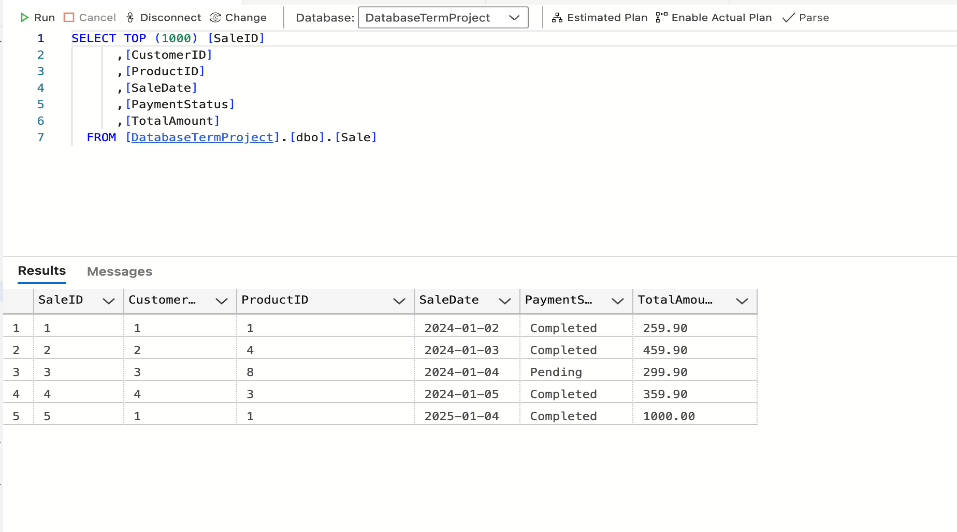 Run Cancel Disconnect Change Database: DatabaseTermProject Estimated Plan Enable Actual Plan Parse
1 SELECT TOP (1000) [SaleID]
2 ,[CustomerID]
3 ,[ProductID]
4 ,[SaleDate]
5 ,[PaymentStatus]
6 ,[TotalAmount]
7 FROM [DatabaseTermProject].[dbo].[Sale]
Results Messages
SaleID Customer... ProductID SaleDate PaymentS... TotalAmou...
1 1 1 1 2024-01-02 Completed 259.90
2 2 2 4 2024-01-03 Completed 459.90
3 3 3 8 2024-01-04 Pending 299.90
4 4 4 3 2024-01-05 Completed 359.90
5 5 1 1 2025-01-04 Completed 1000.00